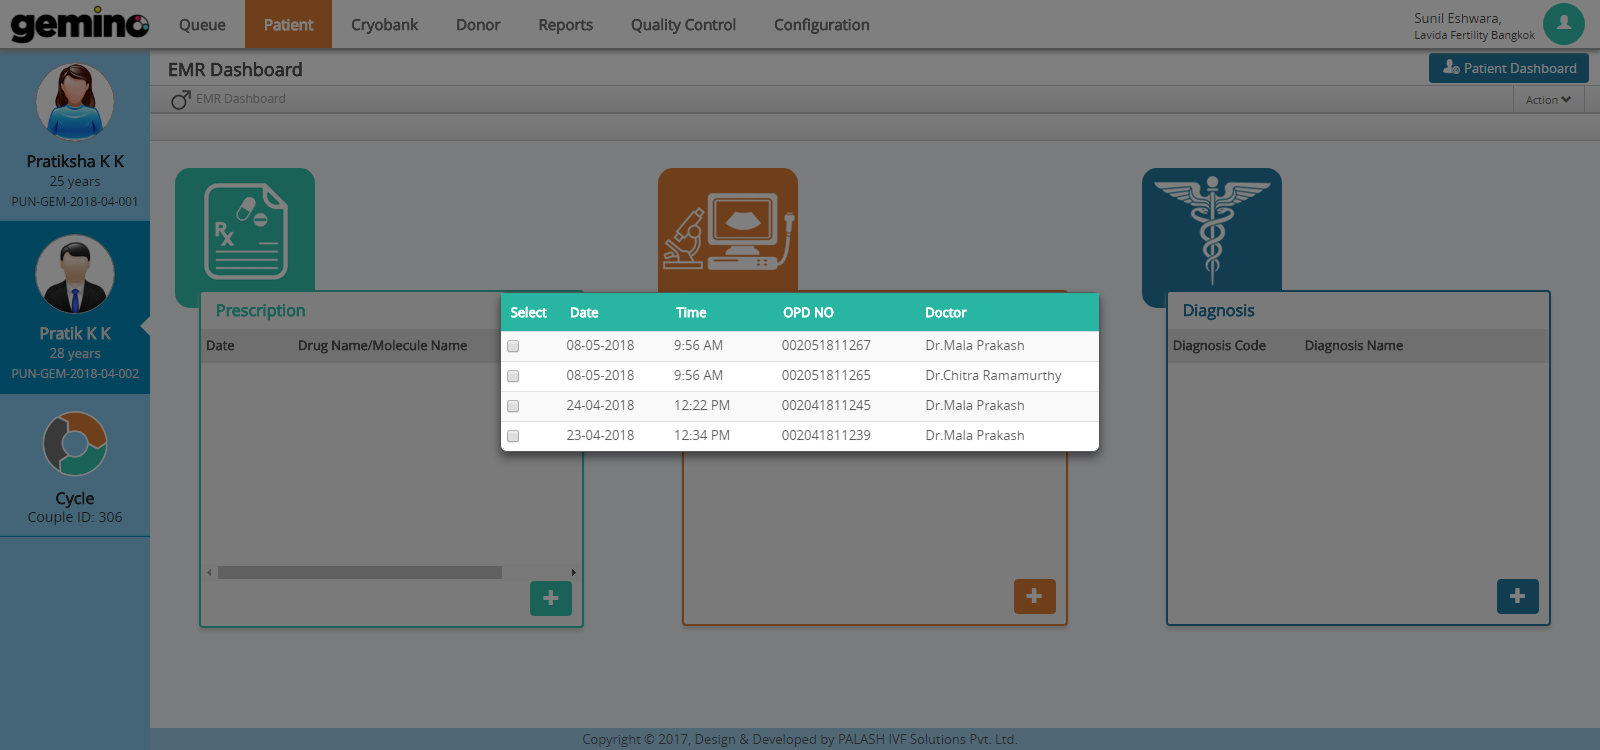 gemino
Queue Patient Cryobank Donor Reports Quality Control Configuration
Sunil Eshwara,
Lavida Fertility Bangkok
EMR Dashboard
Patient Dashboard
EMR Dashboard
Action
Pratiksha K K
25 years
PUN-GEM-2018-04-001
Pratik K K
28 years
PUN-GEM-2018-04-002
Cycle
Couple ID: 306
Rx
Prescription
Date Drug Name/Molecule Name
Select Date Time OPD NO Doctor
08-05-2018 9:56 AM 002051811267 Dr.Mala Prakash
08-05-2018 9:56 AM 002051811265 Dr.Chitra Ramamurthy
24-04-2018 12:22 PM 002041811245 Dr.Mala Prakash
23-04-2018 12:34 PM 002041811239 Dr.Mala Prakash
Diagnosis
Diagnosis Code Diagnosis Name
Copyright © 2017, Design & Developed by PALASH IVF Solutions Pvt. Ltd.